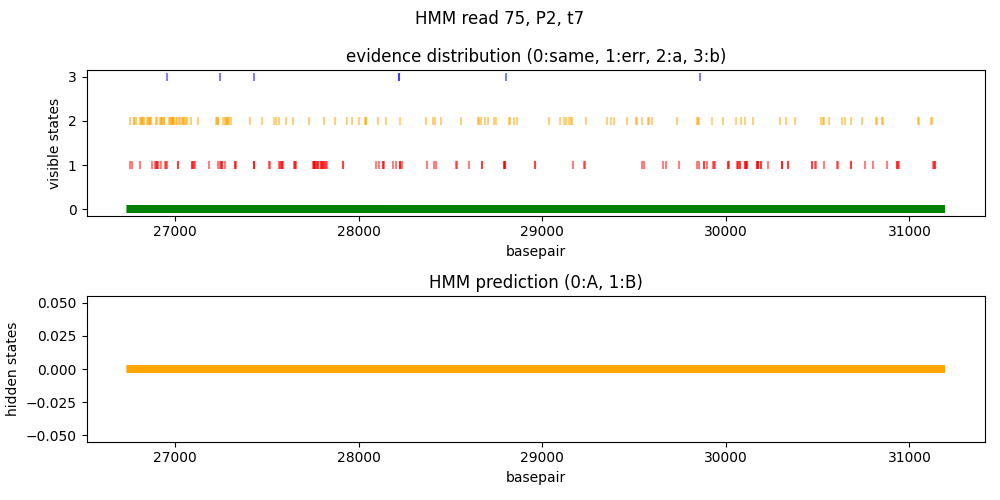 HMM read 75, P2, t7
evidence distribution (0:same, 1:err, 2:a, 3:b)
visible states
3
2
1
0
27000 28000 29000 30000 31000
basepair
HMM prediction (0:A, 1:B)
hidden states
0.050
0.025
0.000
−0.025
−0.050
27000 28000 29000 30000 31000
basepair